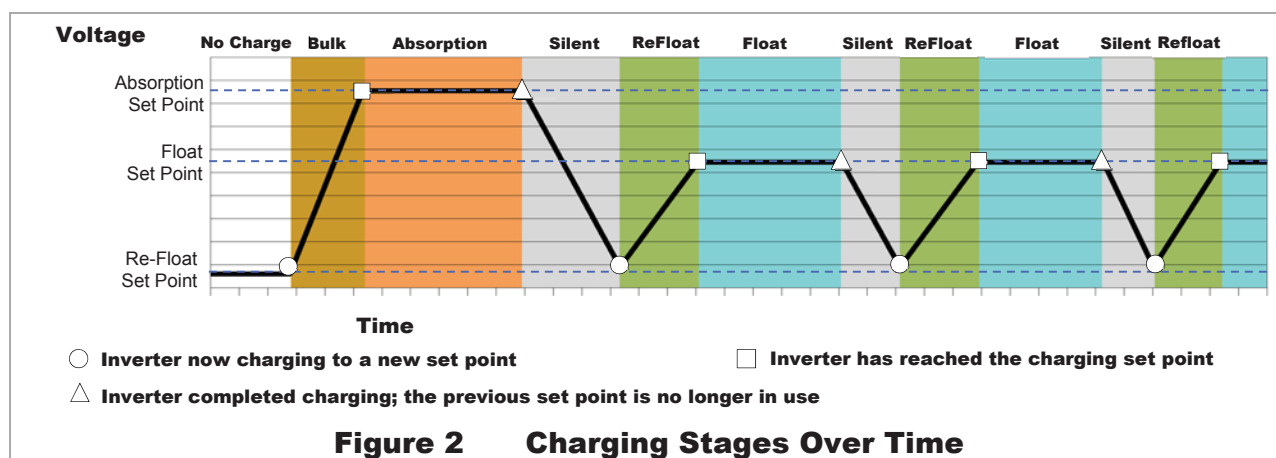 Voltage
No Charge Bulk Absorption Silent ReFloat Float Silent ReFloat Float Silent Refloat
Absorption
Set Point
Float
Set Point
Re-Float
Set Point
Time
Inverter now charging to a new set point
Inverter has reached the charging set point
Inverter completed charging; the previous set point is no longer in use
Figure 2 Charging Stages Over Time